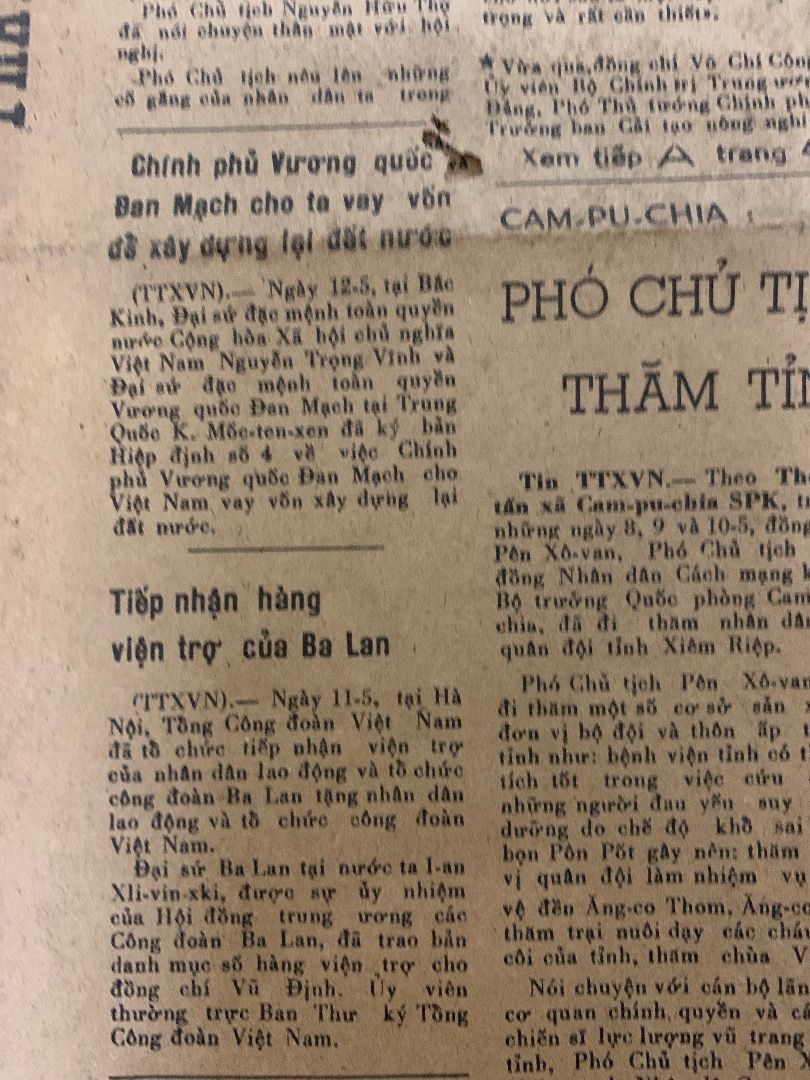 Phó Chủ tịch Nguyễn Hữu Thọ
đã nói chuyện thân mật với hội
nghị.
Phó Chủ tịch nêu lên những
cố gắng của nhân dân ta trong
Chính phủ Vương quốc
Đan Mạch cho ta vay vốn
để xây dựng lại đất nước
(TTXVN).— Ngày 12-5, tại Bắc
Kinh, Đại sứ đặc mệnh toàn quyền
nước Cộng hòa Xã hội chủ nghĩa
Việt Nam Nguyễn Trọng Vĩnh và
Đại sứ đặc mệnh toàn quyền
Vương quốc Đan Mạch tại Trung
Quốc K. Mốc-ten-xen đã ký bản
Hiệp định số 4 về việc Chính
phủ Vương quốc Đan Mạch cho
Việt Nam vay vốn xây dựng lại
đất nước.
Tiếp nhận hàng
viện trợ của Ba Lan
(TTXVN).— Ngày 11-5, tại Hà
Nội, Tổng Công đoàn Việt Nam
đã tổ chức tiếp nhận viện trợ
của nhân dân lao động và tổ chức
công đoàn Ba Lan tặng nhân dân
lao động và tổ chức công đoàn
Việt Nam.
Đại sứ Ba Lan tại nước ta I-an
Xli-vin-xki, được sự ủy nhiệm
của Hội đồng trung ương các
Công đoàn Ba Lan, đã trao bản
danh mục số hàng viện trợ cho
đồng chí Vũ Định, Ủy viên
thường trực Ban Thư ký Tổng
Công đoàn Việt Nam.
trọng và rất cần thiết».
★ Vừa qua, đồng chí Võ Chí Công
Ủy viên Bộ Chính trị Trung ương
Đảng, Phó Thủ tướng Chính ph
Trưởng ban Cải tạo nông nghi
Xem tiếp A trang 4
CAM-PU-CHIA :
PHÓ CHỦ TỊ
THĂM TỈN
Tin TTXVN.— Theo Th
tấn xã Cam-pu-chia SPK, tr
những ngày 8, 9 và 10-5, đồng
Pên Xô-van, Phó Chủ tịch
đồng Nhân dân Cách mạng k
Bộ trưởng Quốc phòng Cam
chia, đã đi thăm nhân dân
quân đội tỉnh Xiêm Riệp.
Phó Chủ tịch Pên Xô-van
đi thăm một số cơ sở sản x
đơn vị bộ đội và thôn ấp t
tỉnh như: bệnh viện tỉnh có t
tích tốt trong việc cứu
những người đau yếu suy
dưỡng do chế độ khổ sai
bọn Pôn Pốt gây nên: thăm
vị quân đội làm nhiệm vụ
vệ đền Ăng-co Thom, Ăng-co
thăm trại nuôi dạy các cháu
côi của tỉnh, thăm chùa V
Nói chuyện với cán bộ lãn
cơ quan chính quyền và cá
chiến sĩ lực lượng vũ trang
tỉnh, Phó Chủ tịch Pên X